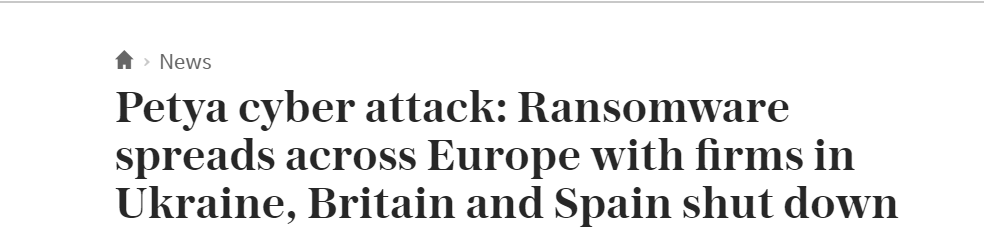 › News
Petya cyber attack: Ransomware
spreads across Europe with firms in
Ukraine, Britain and Spain shut down